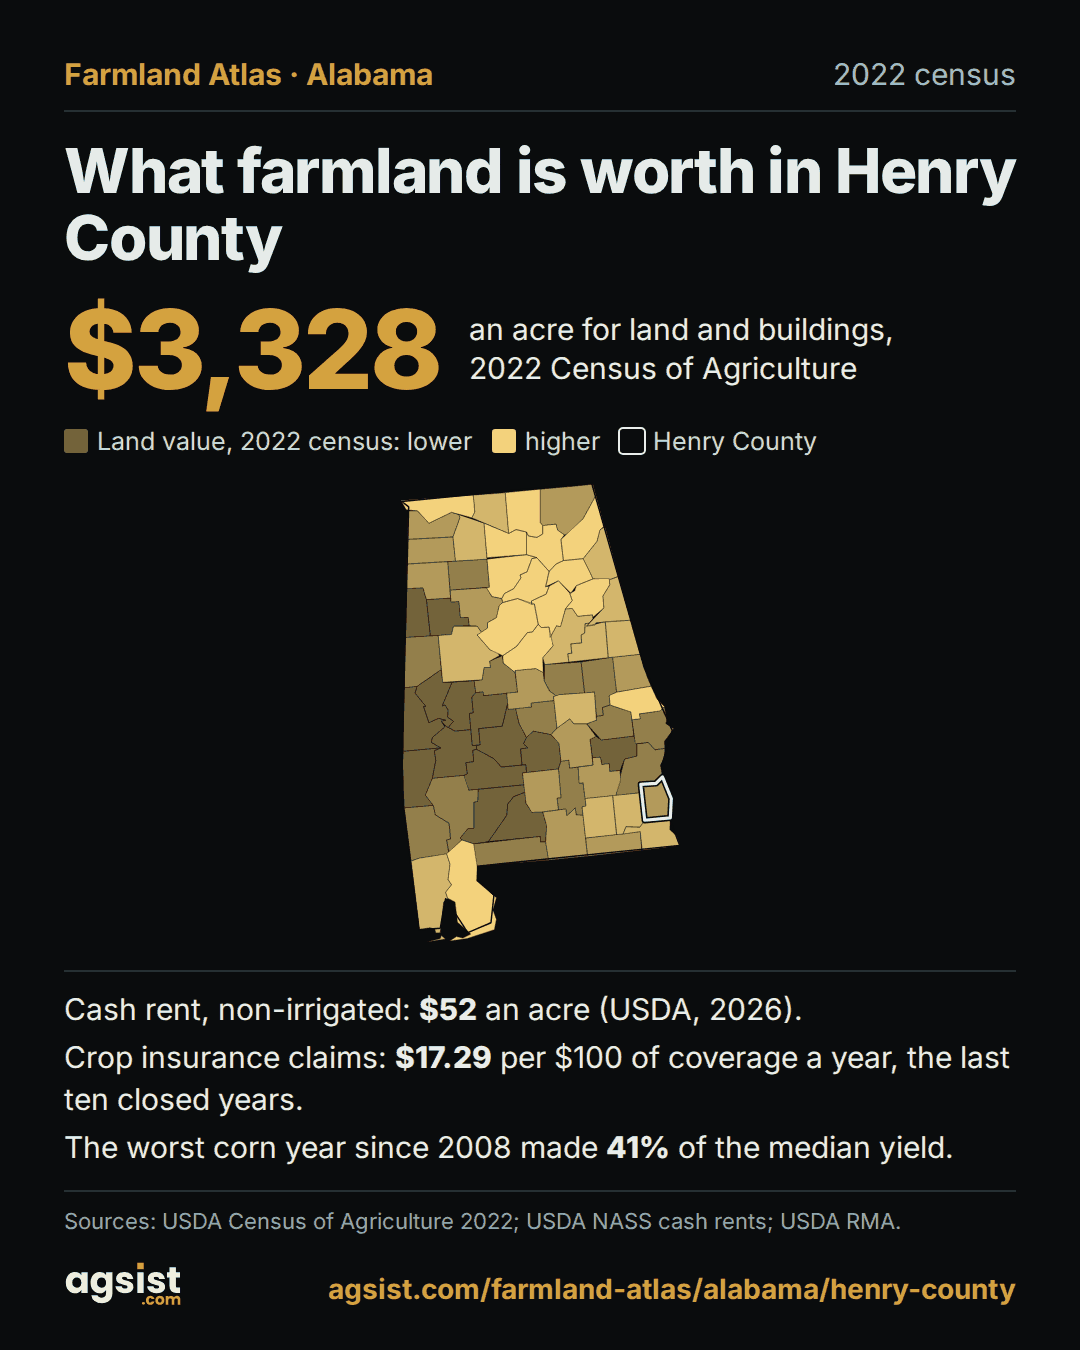 Farmland Atlas · Alabama
2022 census
What farmland is worth in Henry
County
$3,328
an acre for land and buildings,
2022 Census of Agriculture
Land value, 2022 census: lower
higher
Henry County
Cash rent, non-irrigated: $52 an acre (USDA, 2026).
Crop insurance claims: $17.29 per $100 of coverage a year, the last
ten closed years.
The worst corn year since 2008 made 41% of the median yield.
Sources: USDA Census of Agriculture 2022; USDA NASS cash rents; USDA RMA.
agsist
.com
agsist.com/farmland-atlas/alabama/henry-county